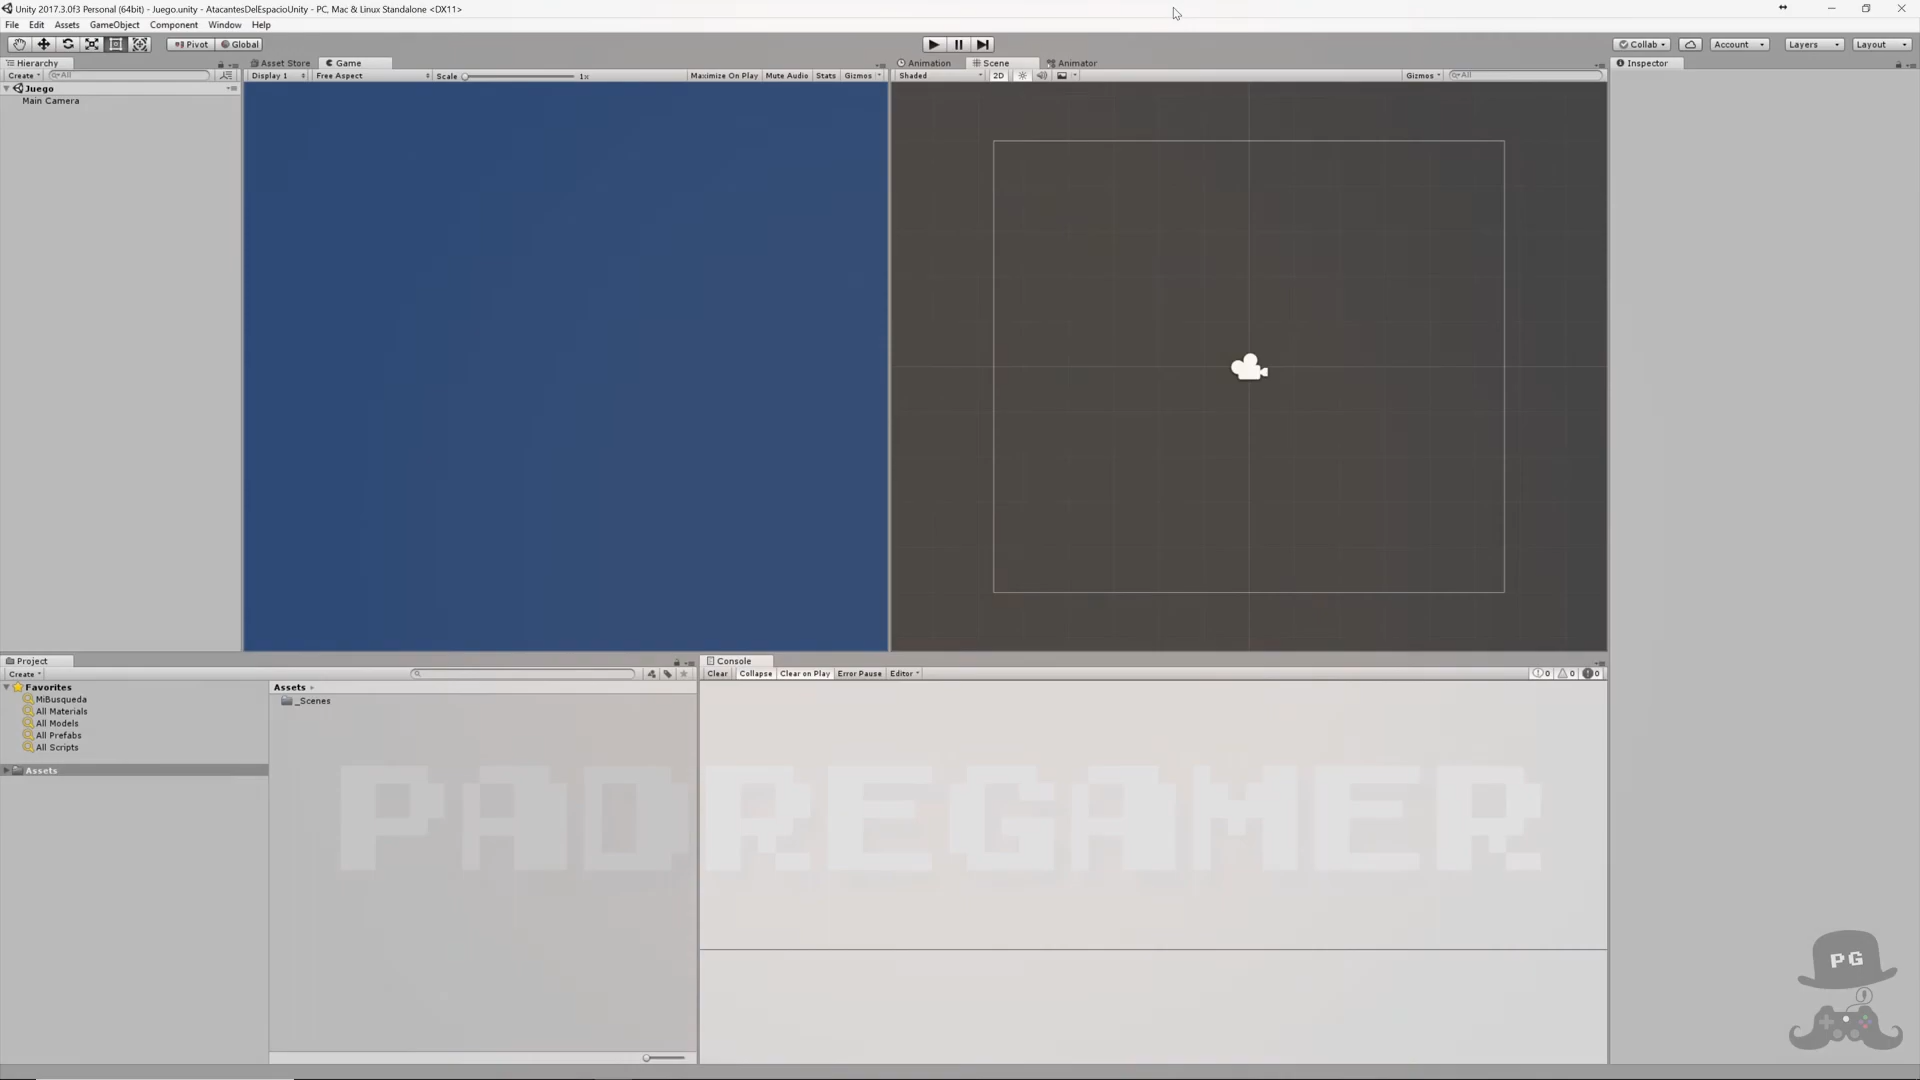 Unity 2017.3.0f3 Personal (64bit) - Juego.unity - AtacantesDelEspacioUnity - PC, Mac & Linux Standalone <DX11>
File Edit Assets GameObject Component Window Help
Pivot Global Collab Account Layers Layout
Hierarchy Asset Store Game Animation Scene Animator Inspector
Create All Display 1 Free Aspect Scale 1x Maximize On Play Mute Audio Stats Gizmos Shaded 2D Gizmos All
Juego
Main Camera
Project Console
Create Clear Collapse Clear on Play Error Pause Editor 0 0 0
Favorites Assets
MiBusqueda _Scenes
All Materials
All Models
All Prefabs
All Scripts
Assets
PADREGAMER
PG